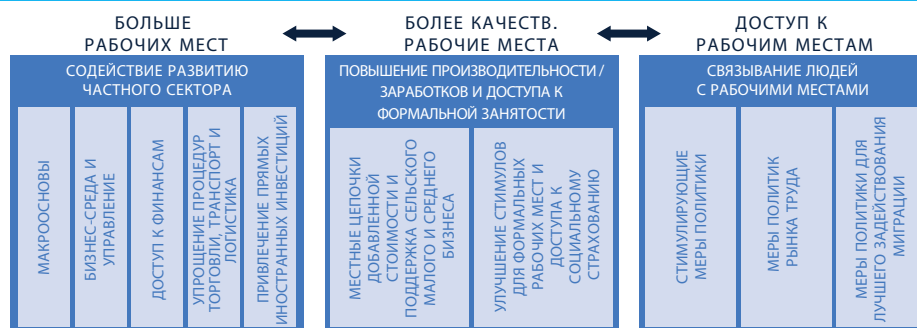 БОЛЬШЕ
РАБОЧИХ МЕСТ
БОЛЕЕ КАЧЕСТВ.
РАБОЧИЕ МЕСТА
ДОСТУП К
РАБОЧИМ МЕСТАМ
СОДЕЙСТВИЕ РАЗВИТИЮ
ЧАСТНОГО СЕКТОРА
ПОВЫШЕНИЕ ПРОИЗВОДИТЕЛЬНОСТИ /
ЗАРАБОТКОВ И ДОСТУПА К
ФОРМАЛЬНОЙ ЗАНЯТОСТИ
СВЯЗЫВАНИЕ ЛЮДЕЙ
С РАБОЧИМИ МЕСТАМИ
МАКРООСНОВЫ
БИЗНЕС-СРЕДА И
УПРАВЛЕНИЕ
ДОСТУП К ФИНАНСАМ
УПРОЩЕНИЕ ПРОЦЕДУР
ТОРГОВЛИ, ТРАНСПОРТ И
ЛОГИСТИКА
ПРИВЛЕЧЕНИЕ ПРЯМЫХ
ИНОСТРАННЫХ ИНВЕСТИЦИЙ
МЕСТНЫЕ ЦЕПОЧКИ
ДОБАВЛЕННОЙ
СТОИМОСТИ И
ПОДДЕРЖКА СЕЛЬСКОГО
МАЛОГО И СРЕДНЕГО
БИЗНЕСА
УЛУЧШЕНИЕ СТИМУЛОВ
ДЛЯ ФОРМАЛЬНЫХ
РАБОЧИХ МЕСТ И
ДОСТУПА К
СОЦИАЛЬНОМУ
СТРАХОВАНИЮ
СТИМУЛИРУЮЩИЕ
МЕРЫ ПОЛИТИКИ
МЕРЫ ПОЛИТИК
РЫНКА ТРУДА
МЕРЫ ПОЛИТИКИ ДЛЯ
ЛУЧШЕГО ЗАДЕЙСТВОВАНИЯ
МИГРАЦИИ